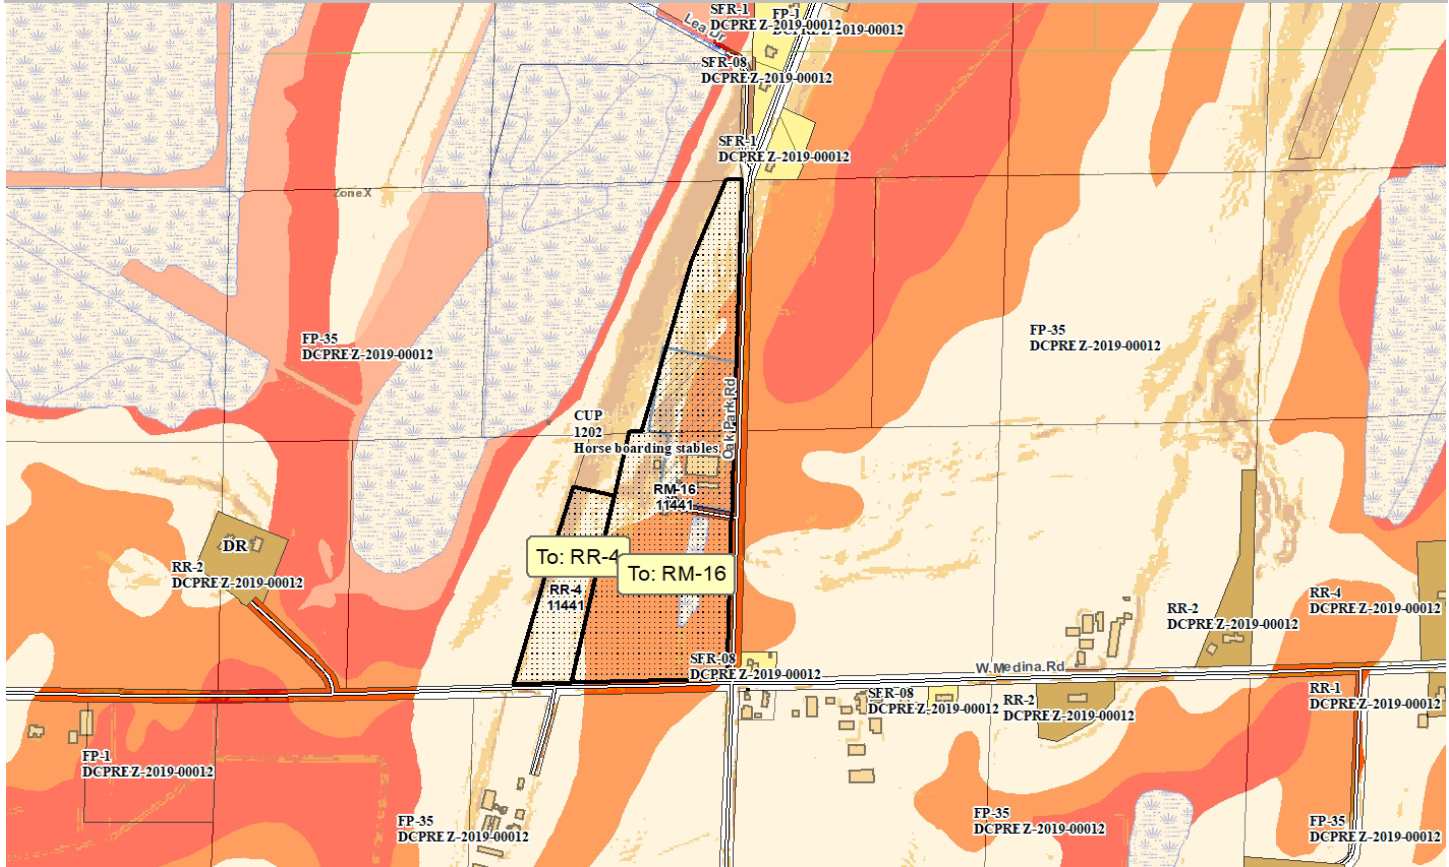 SFR-1
DCPREZ-2019-00012
FP-1
DCPREZ-2019-00012
Lea Dr
SFR-08
DCPREZ-2019-00012
SFR-1
DCPREZ-2019-00012
Zone X
FP-35
DCPREZ-2019-00012
FP-35
DCPREZ-2019-00012
CUP
1202
Horse boarding stables
Oak Park Rd
RM-16
11441
DR
RR-2
DCPREZ-2019-00012
To: RR-4
To: RM-16
RR-4
11441
RR-2
DCPREZ-2019-00012
RR-4
DCPREZ-2019-00012
SFR-08
DCPREZ-2019-00012
W Medina Rd
SFR-08
DCPREZ-2019-00012
RR-2
DCPREZ-2019-00012
RR-1
DCPREZ-2019-00012
FP-1
DCPREZ-2019-00012
FP-35
DCPREZ-2019-00012
FP-35
DCPREZ-2019-00012
FP-35
DCPREZ-2019-00012